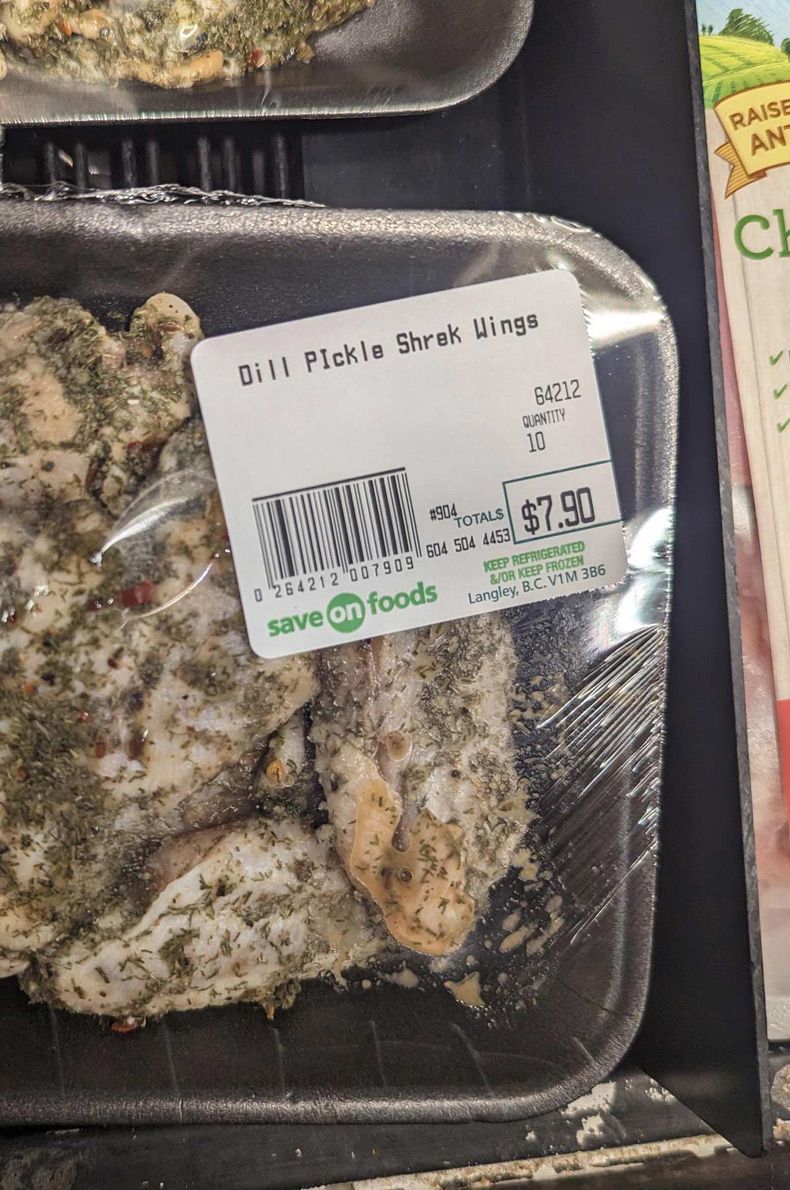 Dill PIckle Shrek Wings
64212
QUANTITY
10
#904
TOTAL$
$7.90
604 504 4453
0 264212 007909
KEEP REFRIGERATED
&/OR KEEP FROZEN
save on foods
Langley, B.C. V1M 3B6
RAISE
ANT
Ch